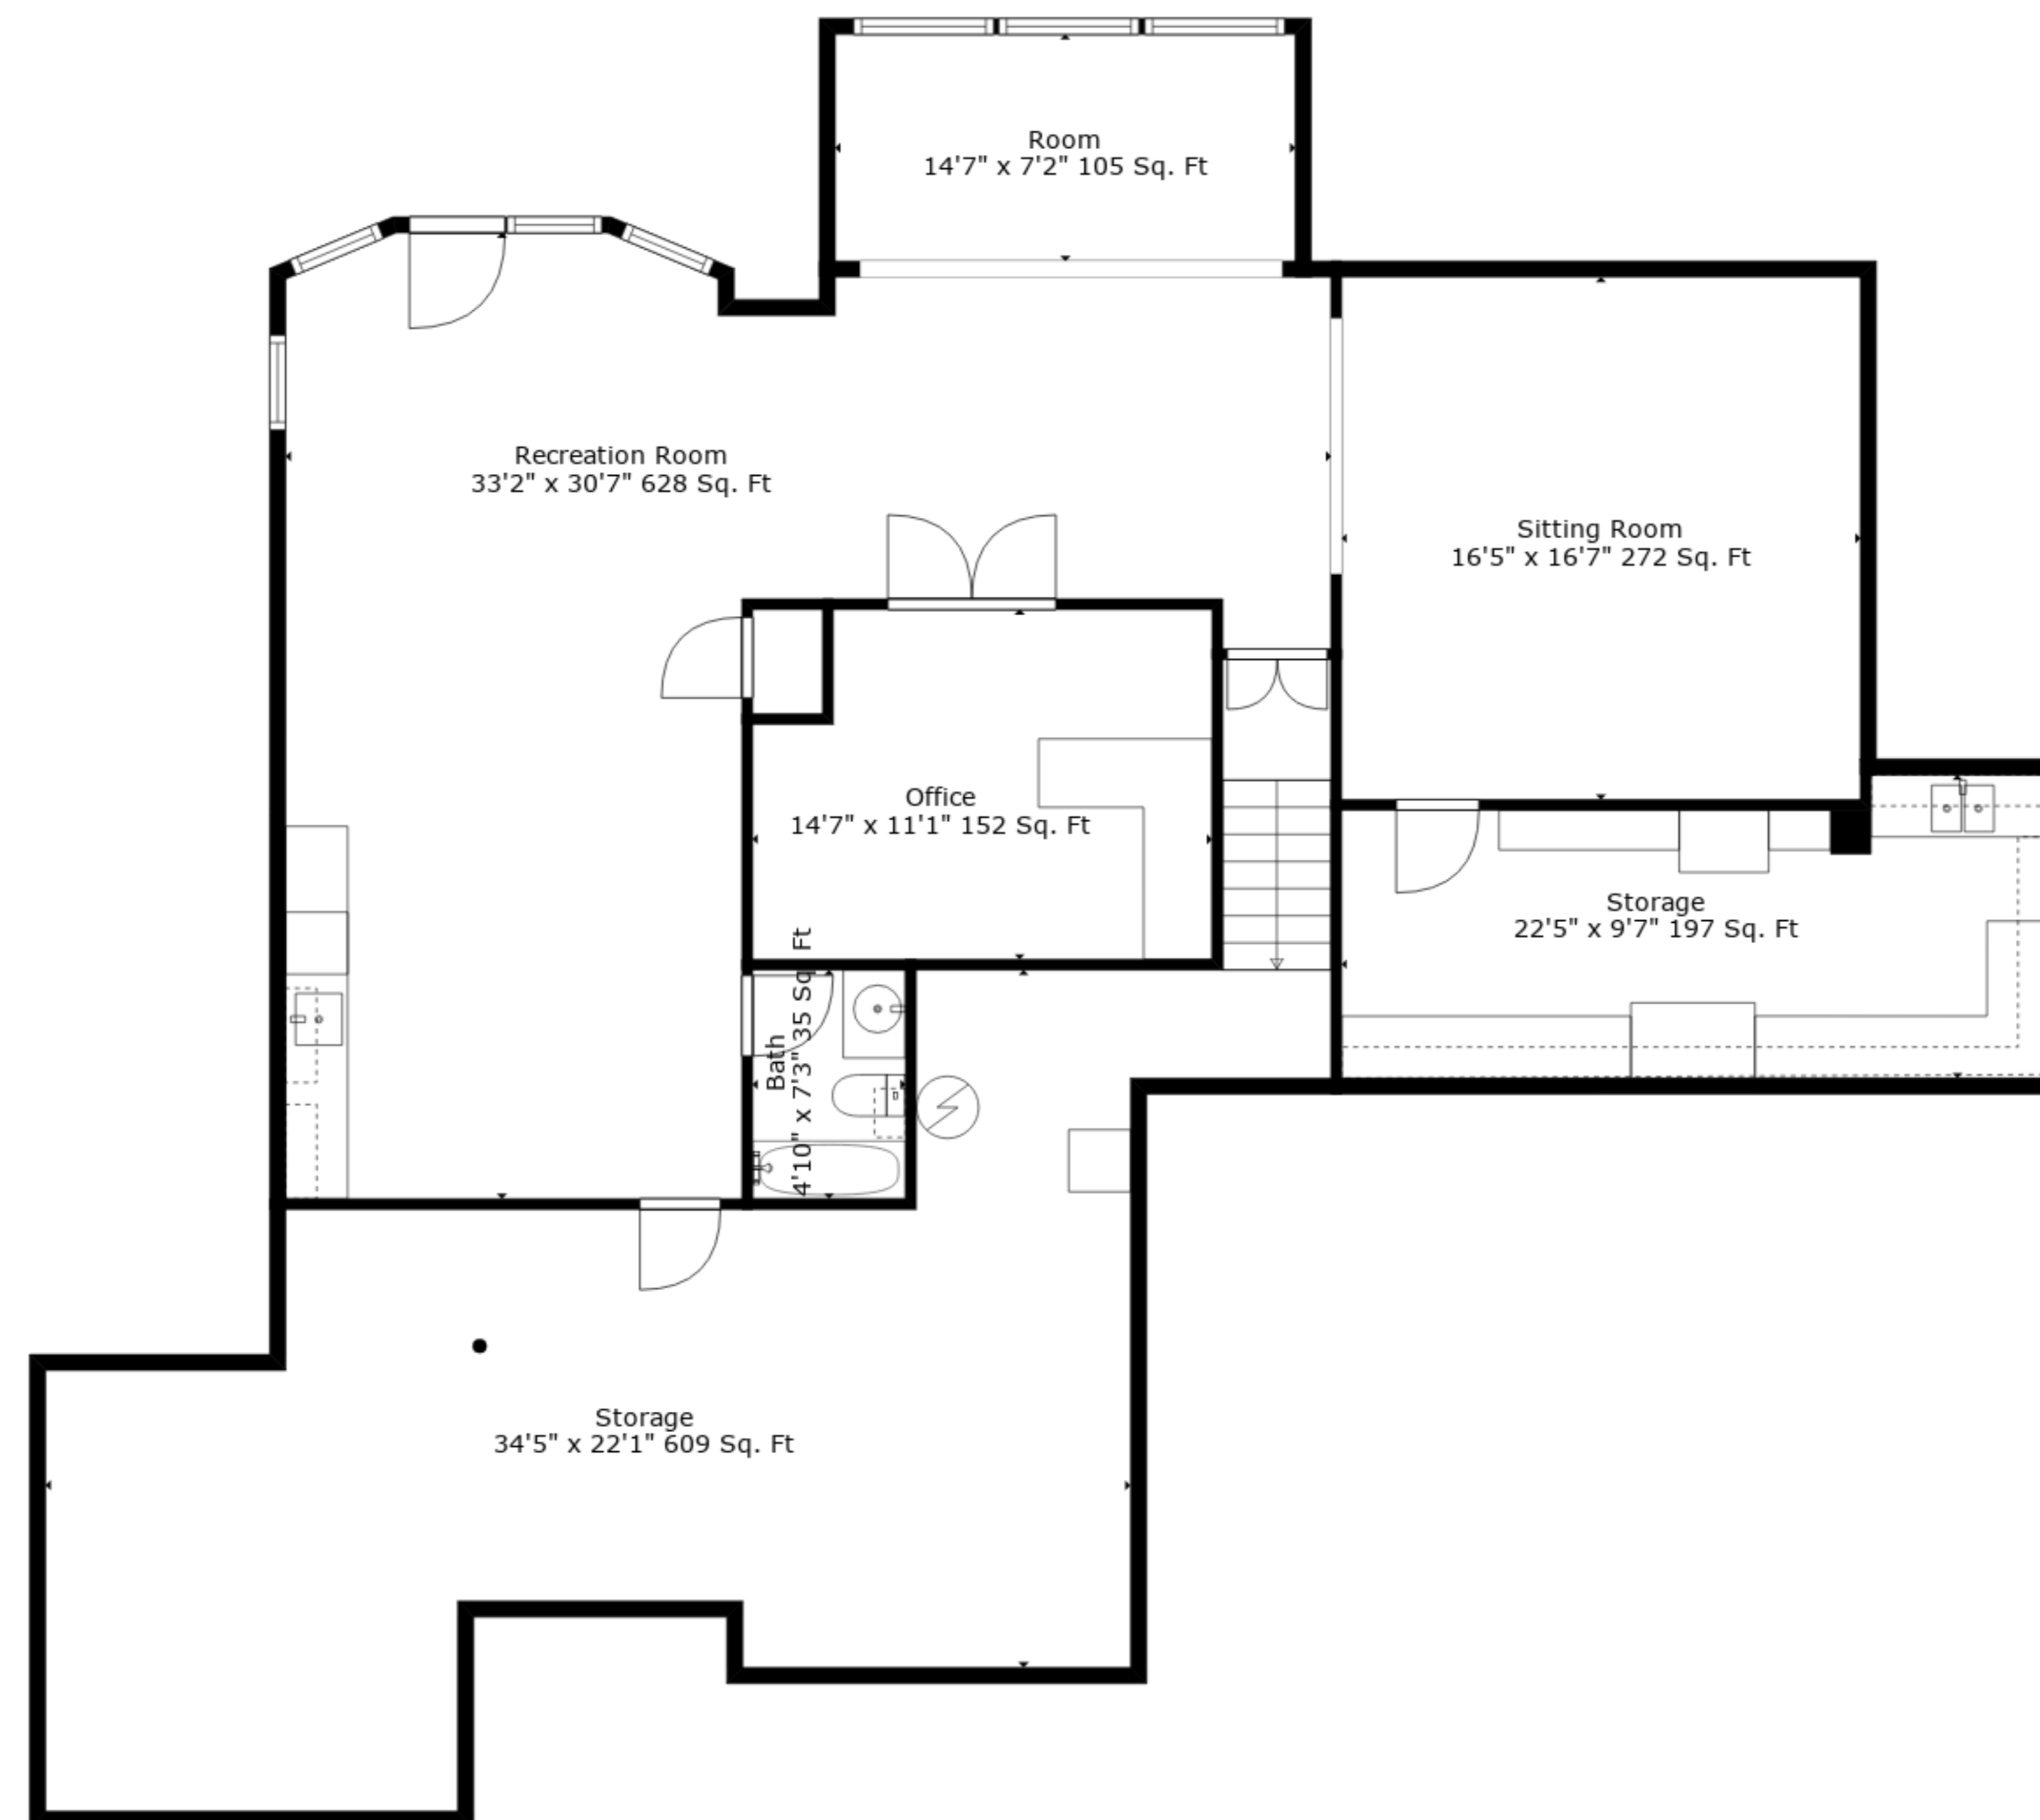 Room
14'7" x 7'2" 105 Sq. Ft
Recreation Room
33'2" x 30'7" 628 Sq. Ft
Sitting Room
16'5" x 16'7" 272 Sq. Ft
Office
14'7" x 11'1" 152 Sq. Ft
Storage
22'5" x 9'7" 197 Sq. Ft
Bath
4'10" x 7'3" 35 Sq. Ft
Storage
34'5" x 22'1" 609 Sq. Ft